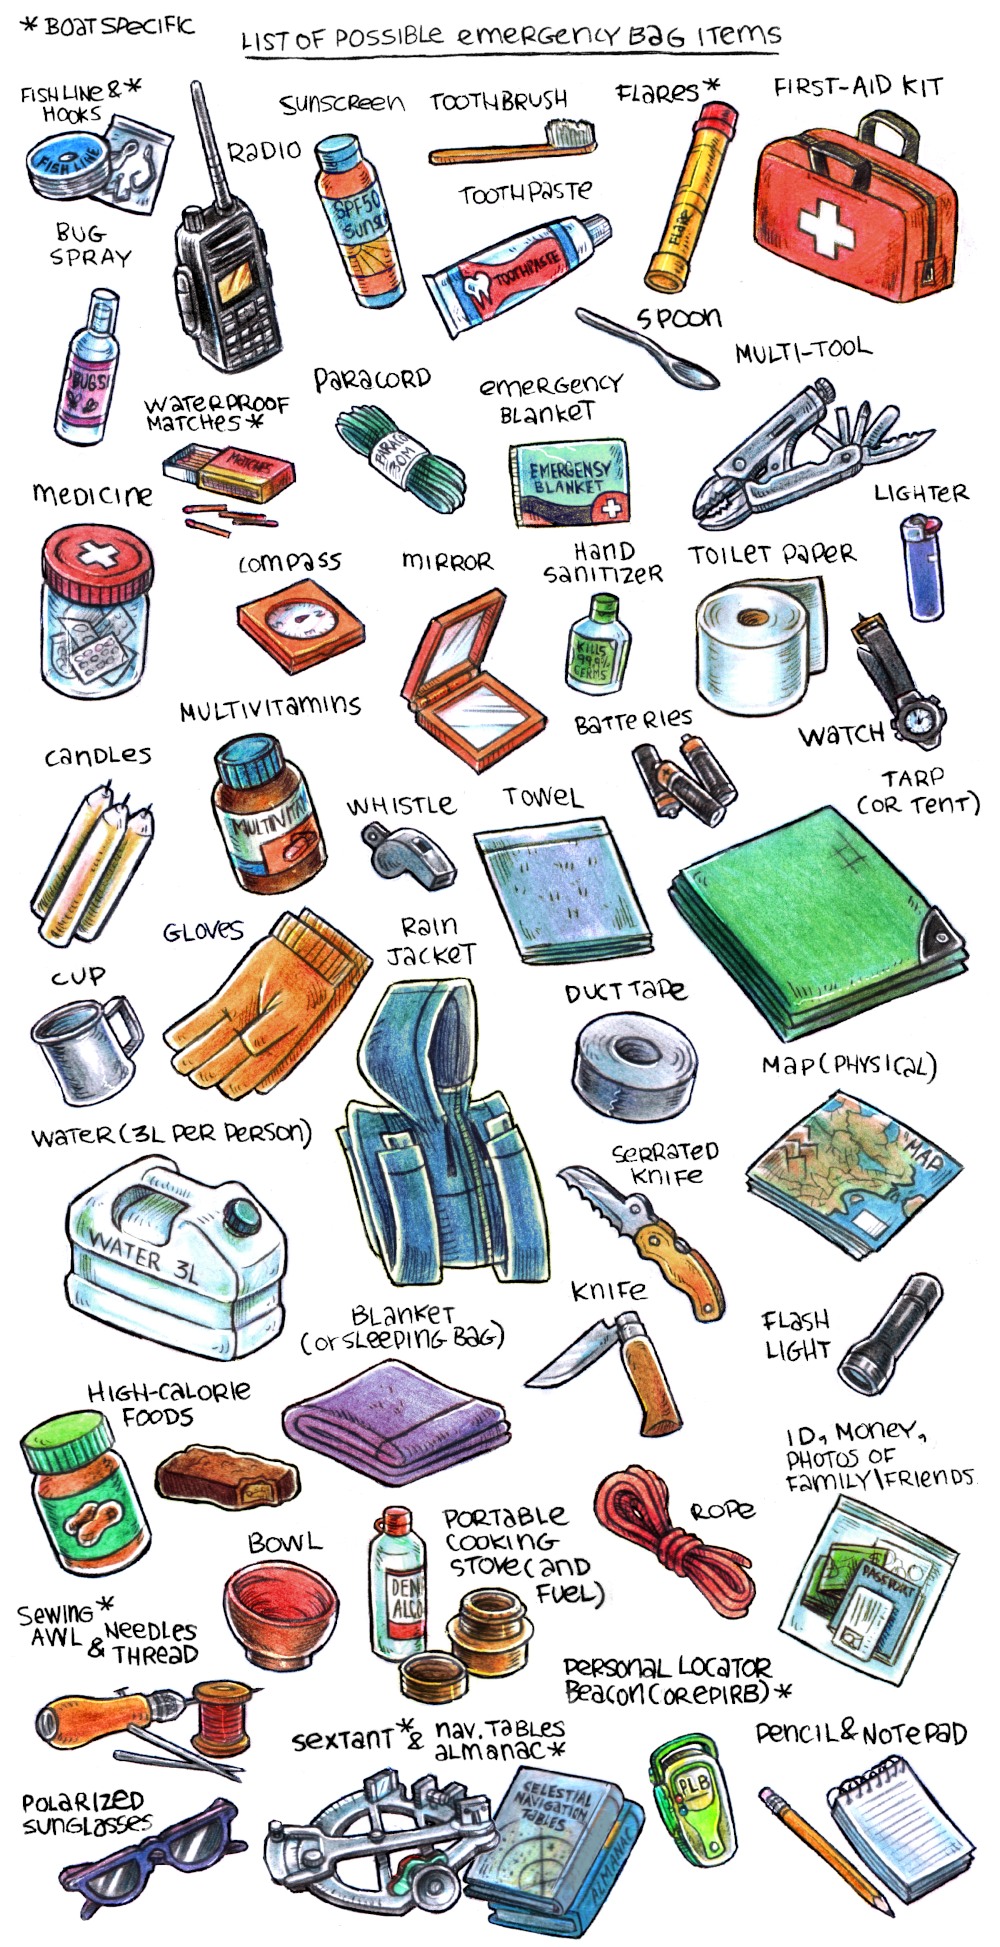 * BOAT SPECIFIC
LIST OF POSSIBLE EMERGENCY BAG ITEMS
FISH LINE & *
HOOKS
FISH LINE
RADIO
SUNSCREEN
SPF50
SUNS
TOOTHBRUSH
TOOTHPASTE
TOOTHPASTE
FLARES *
FLARE
FIRST-AID KIT
BUG
SPRAY
BUGS!
SPOON
MULTI-TOOL
WATERPROOF
MATCHES *
MATCHES
PARACORD
PARACO
30M
EMERGENCY
BLANKET
EMERGENSY
BLANKET
LIGHTER
MEDICINE
COMPASS
MIRROR
HAND
SANITIZER
KILLS
99.9%
GERMS
TOILET PAPER
WATCH
MULTIVITAMINS
MULTIVITA
BATTERIES
CANDLES
WHISTLE
TOWEL
TARP
(OR TENT)
GLOVES
RAIN
JACKET
CUP
DUCT TAPE
MAP (PHYSICAL)
MAP
WATER (3L PER PERSON)
WATER 3L
SERRATED
KNIFE
KNIFE
FLASH
LIGHT
BLANKET
(OR SLEEPING BAG)
HIGH-CALORIE
FOODS
ID, MONEY,
PHOTOS OF
FAMILY\FRIENDS
PASSPORT
BOWL
PORTABLE
COOKING
STOVE (AND
FUEL)
DEN
ALCO
ROPE
SEWING *
AWL & NEEDLES
THREAD
PERSONAL LOCATOR
BEACON (OR EPIRB) *
PLB
SEXTANT * & NAV. TABLES
ALMANAC *
CELESTIAL
NAVIGATION
TABLES
ALMANAC
PENCIL & NOTEPAD
POLARIZED
SUNGLASSES